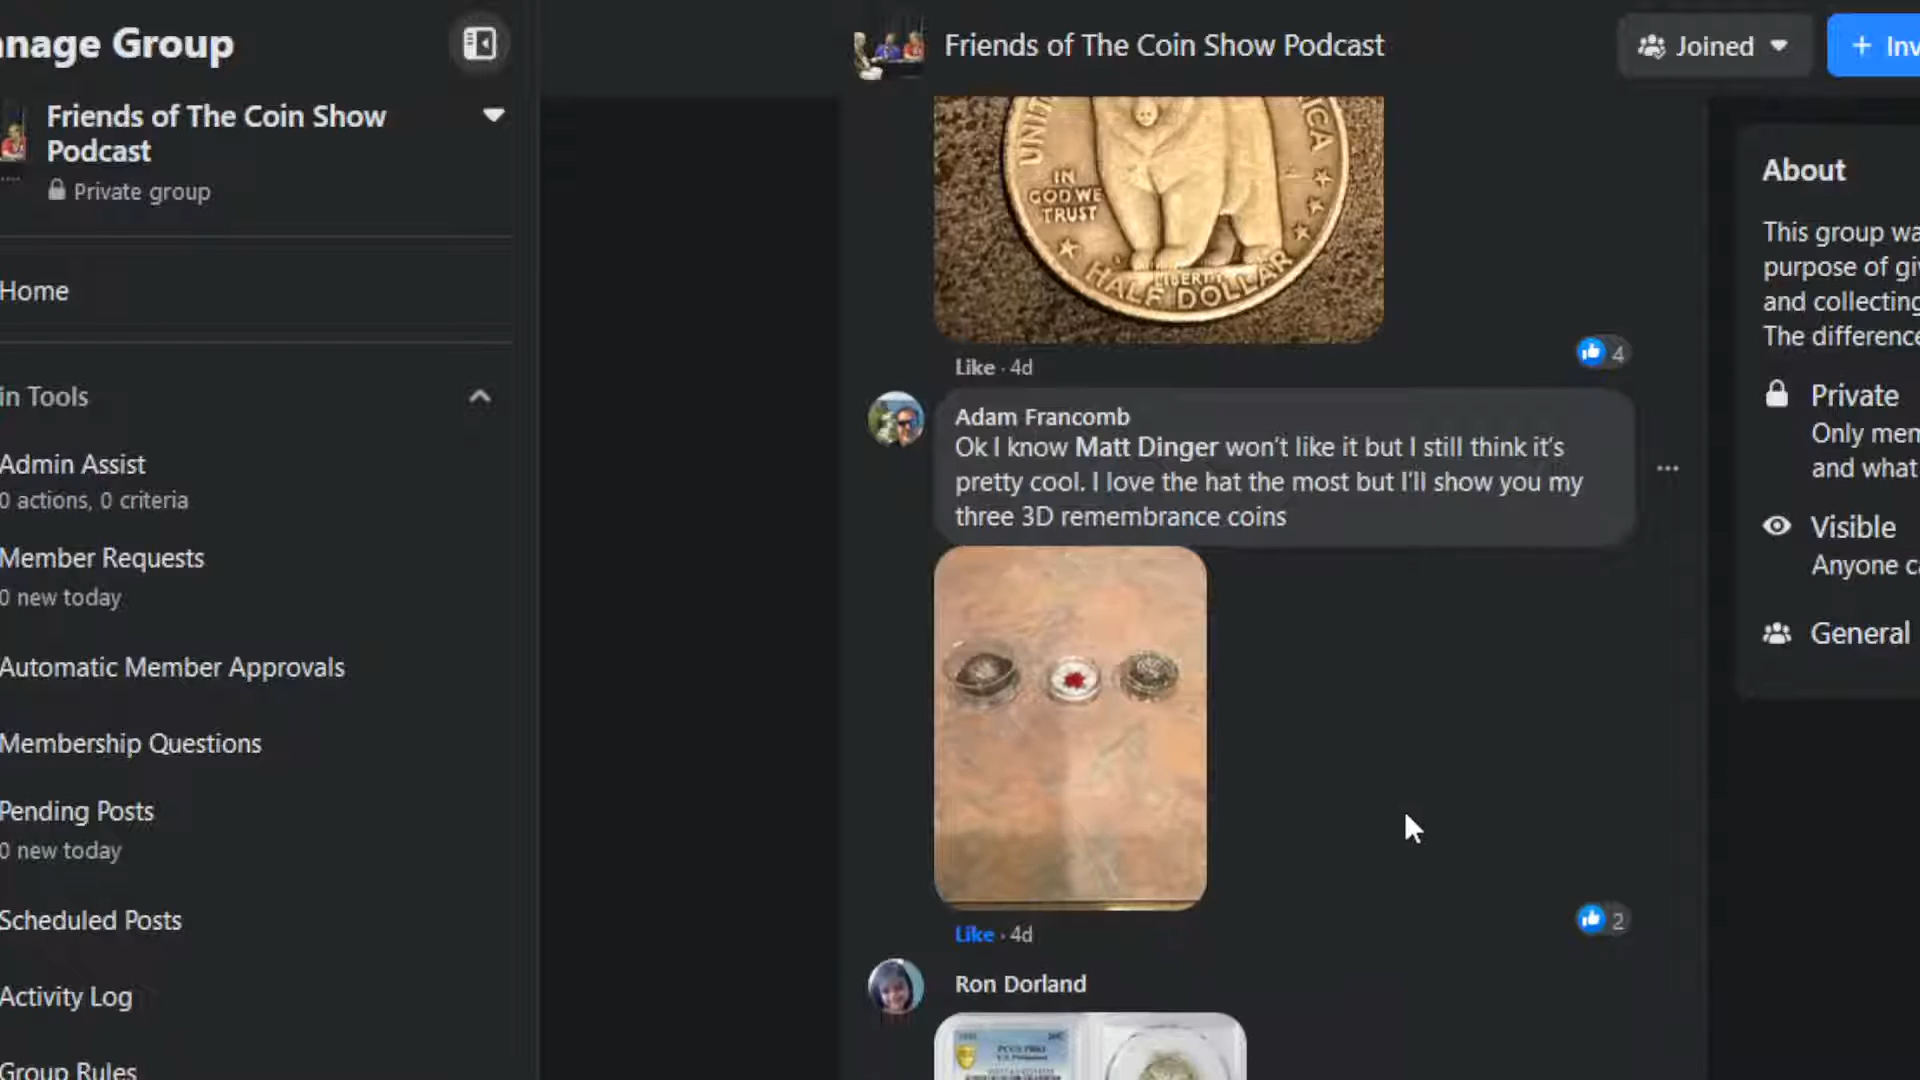 nage Group
Friends of The Coin Show
Podcast
Private group
Home
in Tools
Admin Assist
0 actions, 0 criteria
Member Requests
0 new today
Automatic Member Approvals
Membership Questions
Pending Posts
0 new today
Scheduled Posts
Activity Log
Group Rules
Friends of The Coin Show Podcast
Joined
+ Inv
UNIT
RICA
IN
GOD WE
TRUST
LIBERTY
HALF DOLLAR
Like · 4d
4
Adam Francomb
Ok I know Matt Dinger won't like it but I still think it's
pretty cool. I love the hat the most but I'll show you my
three 3D remembrance coins
Like · 4d
2
Ron Dorland
About
This group wa
purpose of gi
and collecting
The difference
Private
Only mem
and what
Visible
Anyone ca
General